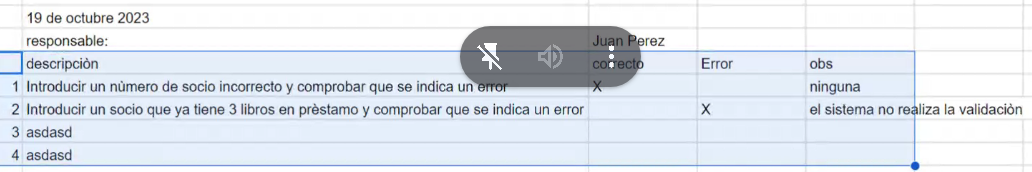 19 de octubre 2023
responsable: Juan Perez
descripciòn correcto Error obs
1 Introducir un nùmero de socio incorrecto y comprobar que se indica un error X ninguna
2 Introducir un socio que ya tiene 3 libros en prèstamo y comprobar que se indica un error X el sistema no realiza la validaciòn
3 asdasd
4 asdasd